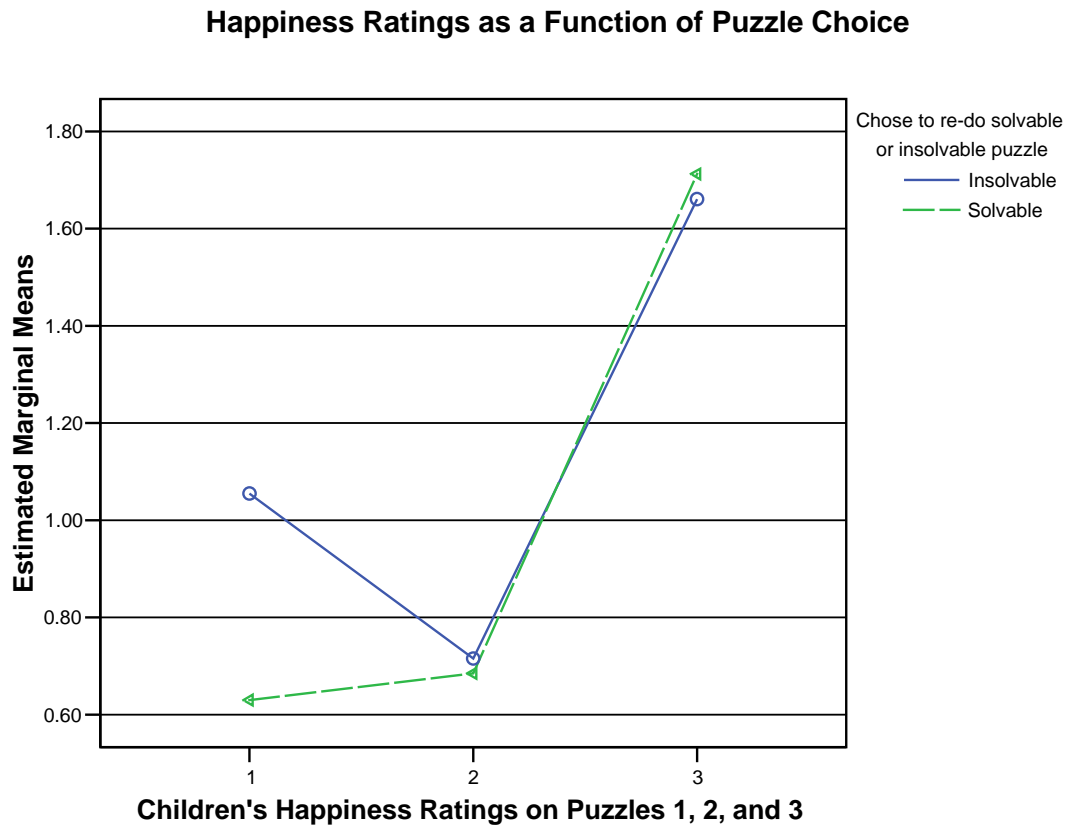 Happiness Ratings as a Function of Puzzle Choice
Chose to re-do solvable
or insolvable puzzle
Insolvable
Solvable
Estimated Marginal Means
1.80
1.60
1.40
1.20
1.00
0.80
0.60
1 2 3
Children's Happiness Ratings on Puzzles 1, 2, and 3